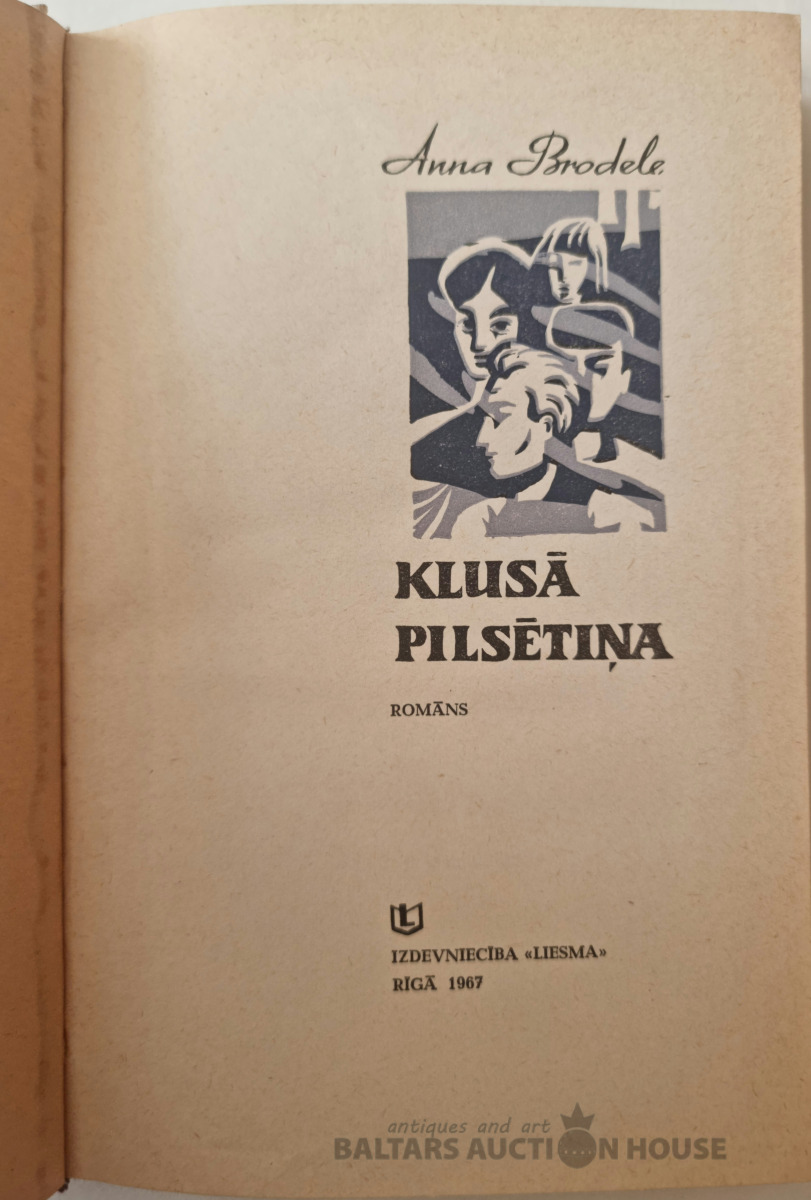 Anna Brodele
KLUSĀ
PILSĒTIŅA
ROMĀNS
L
IZDEVNIECĪBA «LIESMA»
RĪGĀ 1967
antiques and art
BALTARS AUCTION HOUSE